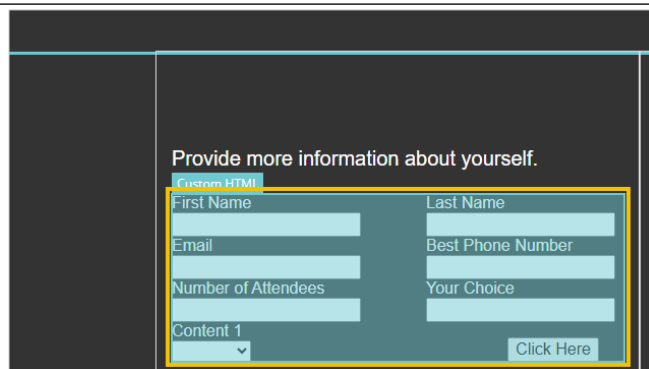 Provide more information about yourself.
Custom HTML
First Name Last Name
Email Best Phone Number
Number of Attendees Your Choice
Content 1
Click Here